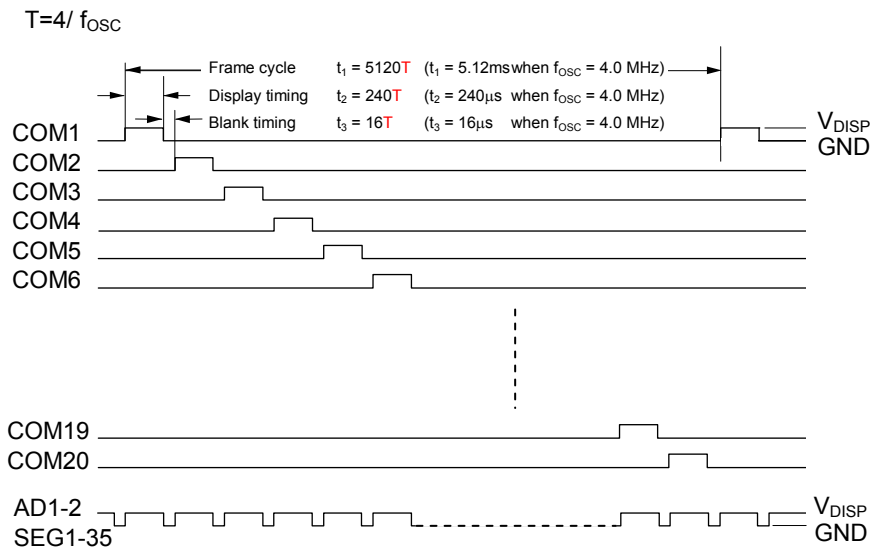 T=4/ fOSC
Frame cycle t1 = 5120T (t1 = 5.12mswhen fOSC = 4.0 MHz)
Display timing t2 = 240T (t2 = 240μs when fOSC = 4.0 MHz)
Blank timing t3 = 16T (t3 = 16μs when fOSC = 4.0 MHz)
COM1
VDISP
GND
COM2
COM3
COM4
COM5
COM6
COM19
COM20
AD1-2
SEG1-35
VDISP
GND